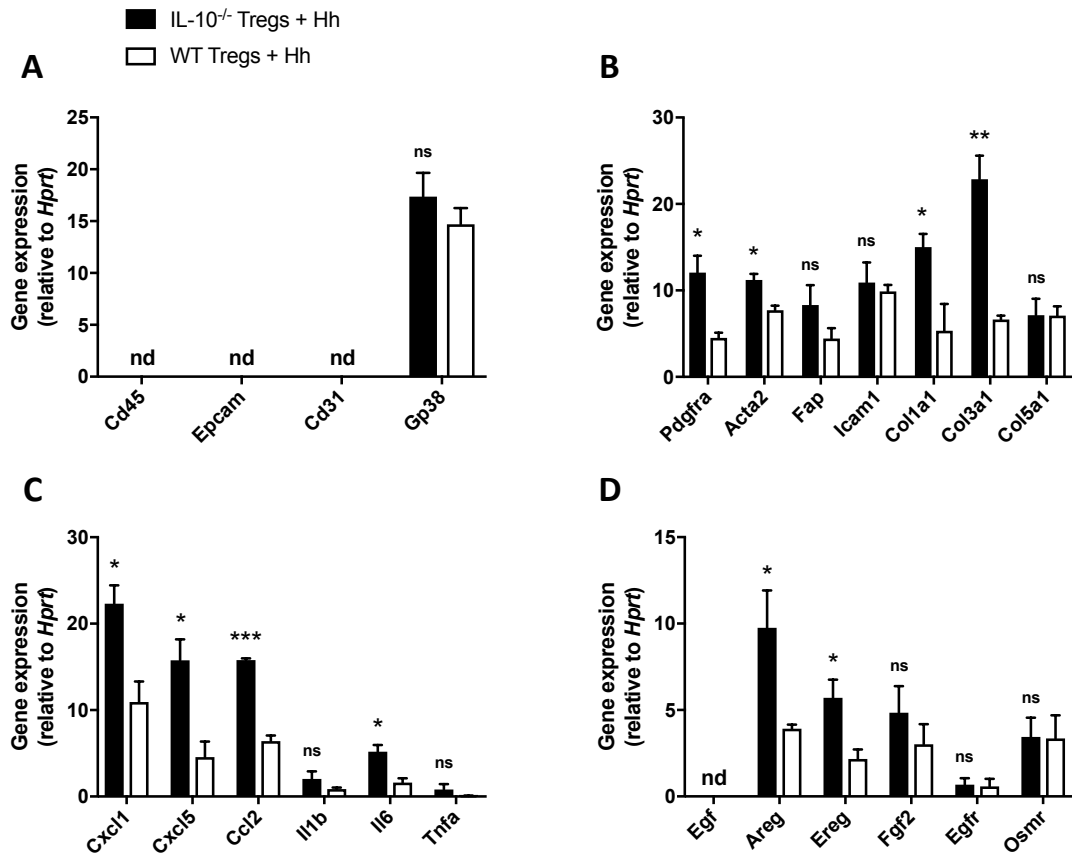 IL-10-/- Tregs + Hh
WT Tregs + Hh
A
Gene expression
(relative to Hprt)
25
20
15
10
5
0
nd
nd
nd
ns
Cd45
Epcam
Cd31
Gp38
B
Gene expression
(relative to Hprt)
30
20
10
0
*
*
ns
ns
*
**
ns
Pdgfra
Acta2
Fap
Icam1
Col1a1
Col3a1
Col5a1
C
Gene expression
(relative to Hprt)
30
20
10
0
*
*
***
ns
*
ns
Cxcl1
Cxcl5
Ccl2
Il1b
Il6
Tnfa
D
Gene expression
(relative to Hprt)
15
10
5
0
nd
*
*
ns
ns
ns
Egf
Areg
Ereg
Fgf2
Egfr
Osmr